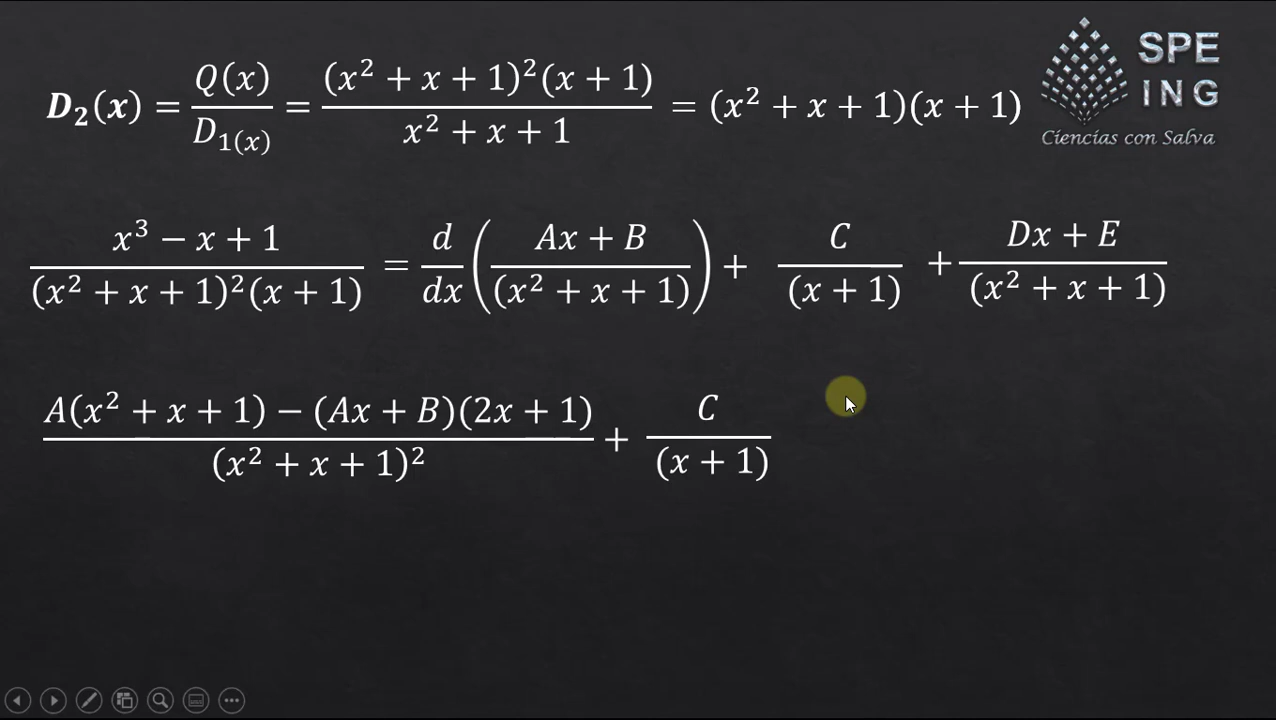 D₂(x) = Q(x)/D₁₍ₓ₎ = (x² + x + 1)²(x + 1)/(x² + x + 1) = (x² + x + 1)(x + 1)
SPE
ING
Ciencias con Salva
(x³ − x + 1)/((x² + x + 1)²(x + 1)) = d/dx((Ax + B)/(x² + x + 1)) + C/(x + 1) + (Dx + E)/(x² + x + 1)
(A(x² + x + 1) − (Ax + B)(2x + 1))/(x² + x + 1)² + C/(x + 1)